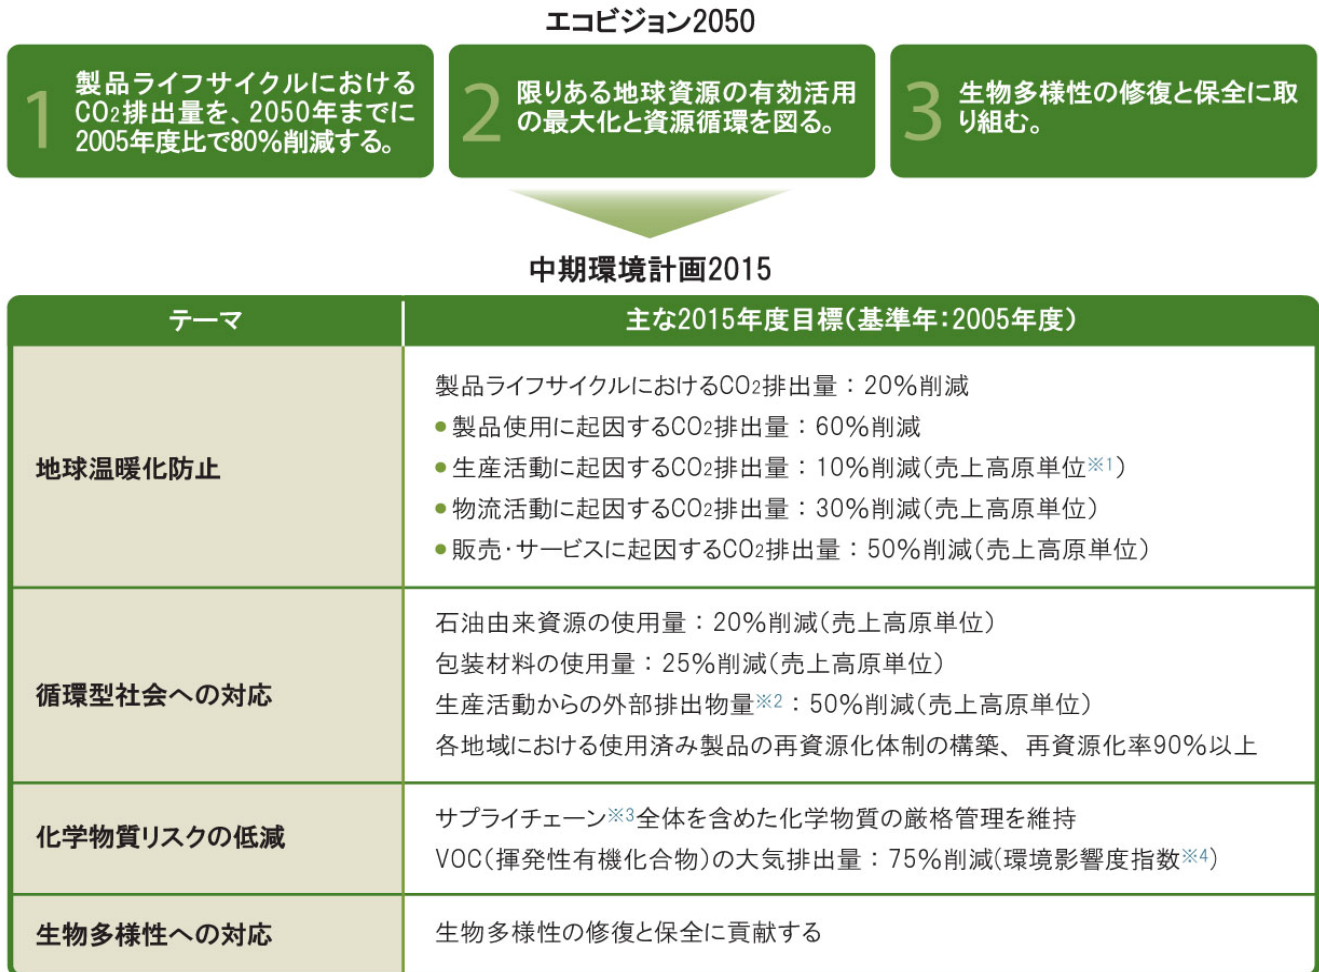 エコビジョン2050
1
製品ライフサイクルにおける
CO2排出量を、2050年までに
2005年度比で80%削減する。
2
限りある地球資源の有効活用
の最大化と資源循環を図る。
3
生物多様性の修復と保全に取
り組む。
中期環境計画2015
テーマ
主な2015年度目標(基準年:2005年度)
地球温暖化防止
製品ライフサイクルにおけるCO2排出量:20%削減
●製品使用に起因するCO2排出量:60%削減
●生産活動に起因するCO2排出量:10%削減(売上高原単位※1)
●物流活動に起因するCO2排出量:30%削減(売上高原単位)
●販売・サービスに起因するCO2排出量:50%削減(売上高原単位)
循環型社会への対応
石油由来資源の使用量:20%削減(売上高原単位)
包装材料の使用量:25%削減(売上高原単位)
生産活動からの外部排出物量※2:50%削減(売上高原単位)
各地域における使用済み製品の再資源化体制の構築、再資源化率90%以上
化学物質リスクの低減
サプライチェーン※3全体を含めた化学物質の厳格管理を維持
VOC(揮発性有機化合物)の大気排出量:75%削減(環境影響度指数※4)
生物多様性への対応
生物多様性の修復と保全に貢献する